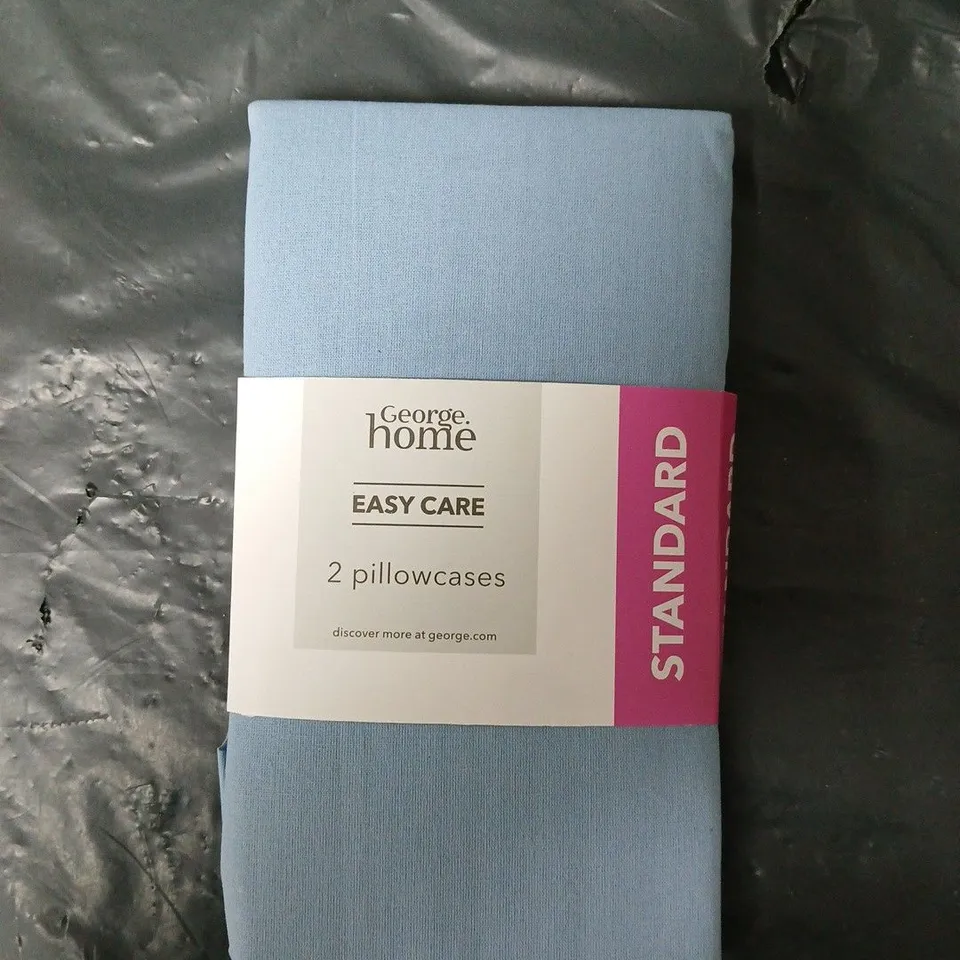 George.
home
EASY CARE
2 pillowcases
discover more at george.com
STANDARD